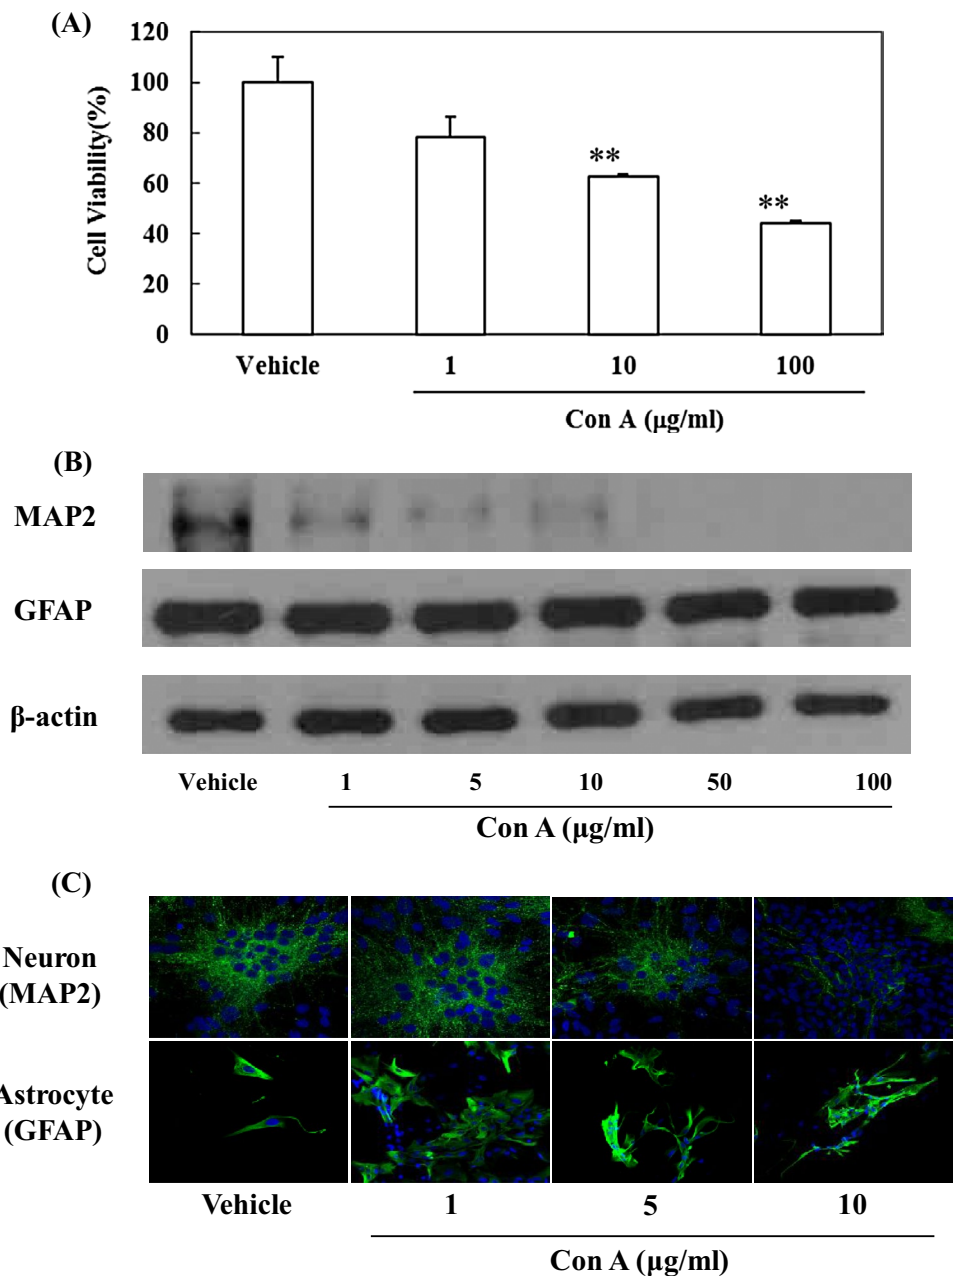 (A)
120
100
80
60
40
20
0
Cell Viability(%)
**
**
Vehicle 1 10 100
Con A (μg/ml)
(B)
MAP2
GFAP
β-actin
Vehicle 1 5 10 50 100
Con A (μg/ml)
(C)
Neuron
(MAP2)
Astrocyte
(GFAP)
Vehicle 1 5 10
Con A (μg/ml)